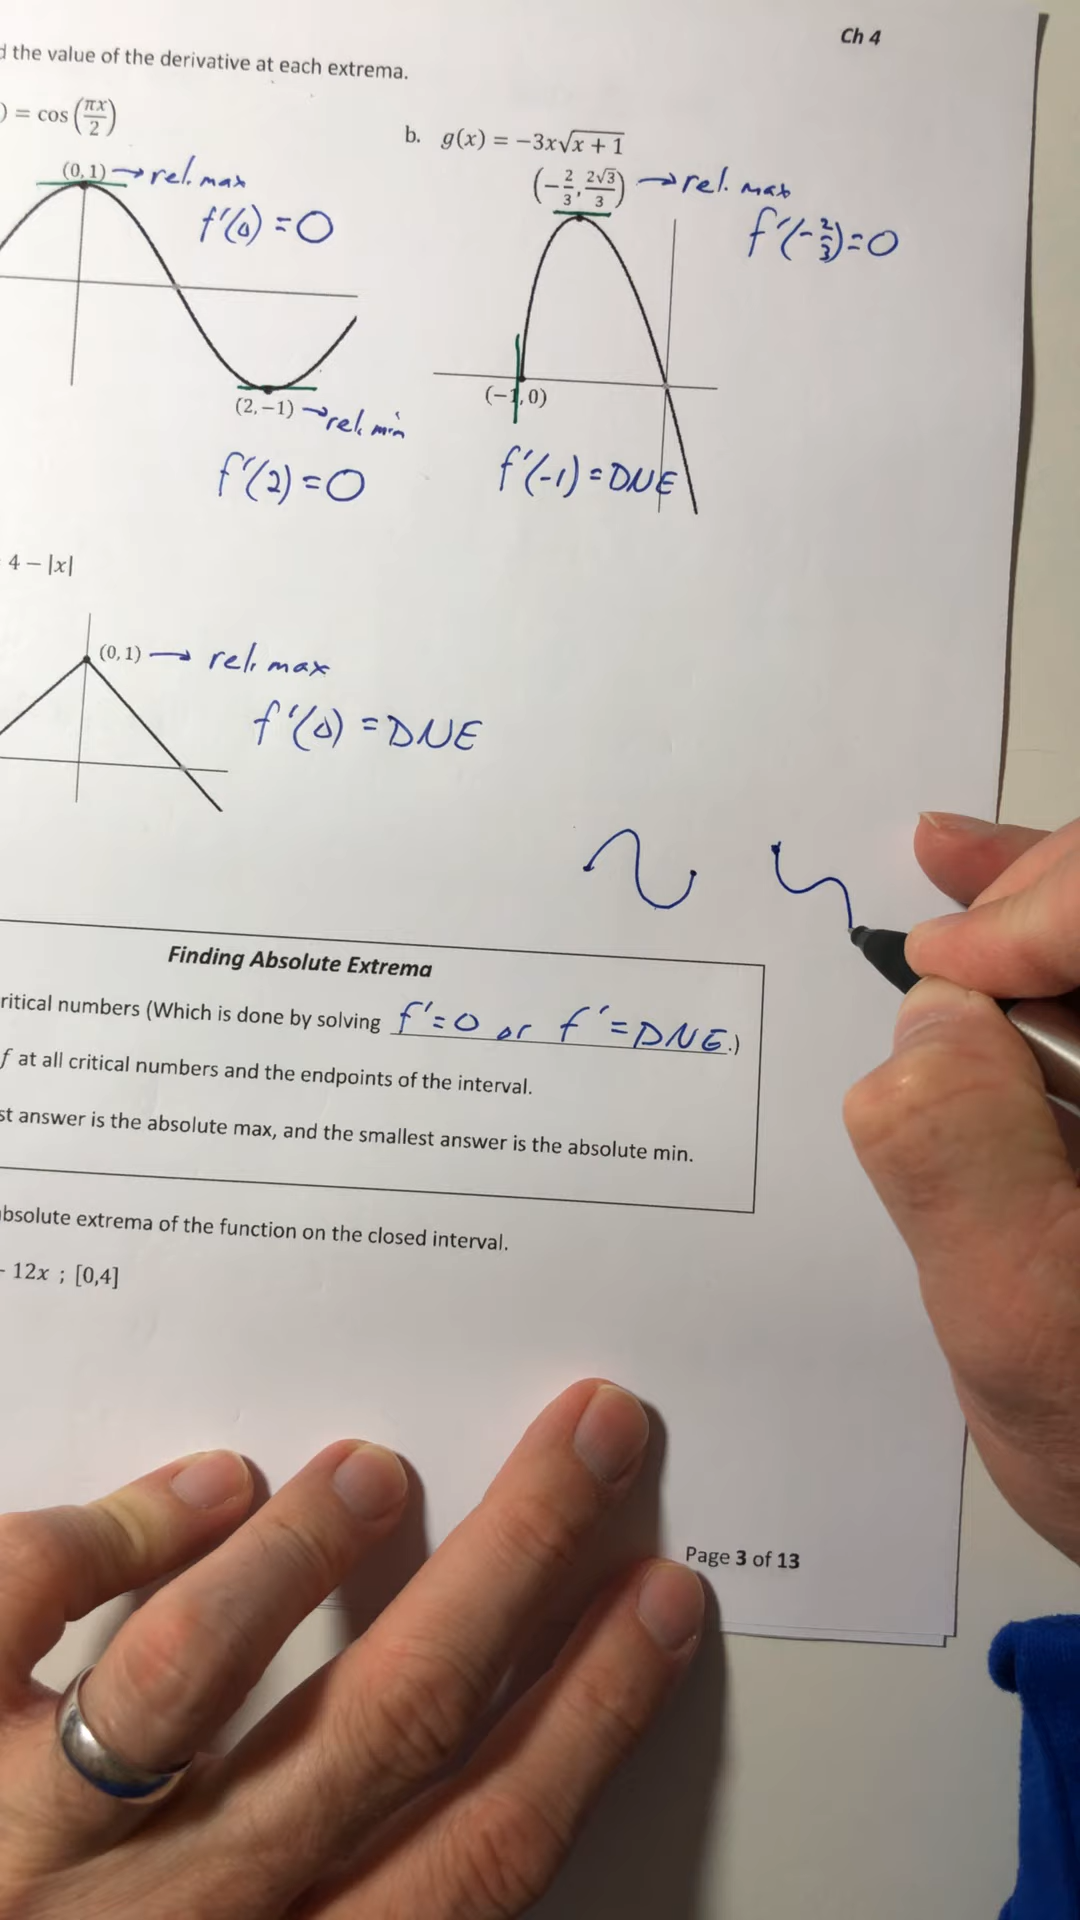 Ch 4
the value of the derivative at each extrema.
) = cos(πx/2)
b. g(x) = −3x√x + 1
(0, 1) → rel. max
(−2/3, 2√3/3) → rel. max
f'(0) = 0
f'(-2/3) = 0
(2, −1) → rel. min
(−1, 0)
f'(2) = 0
f'(-1) = DNE
4 − |x|
(0, 1) → rel. max
f'(0) = DNE
Finding Absolute Extrema
ritical numbers (Which is done by solving f' = 0 or f' = DNE.)
f at all critical numbers and the endpoints of the interval.
st answer is the absolute max, and the smallest answer is the absolute min.
bsolute extrema of the function on the closed interval.
- 12x ; [0,4]
Page 3 of 13